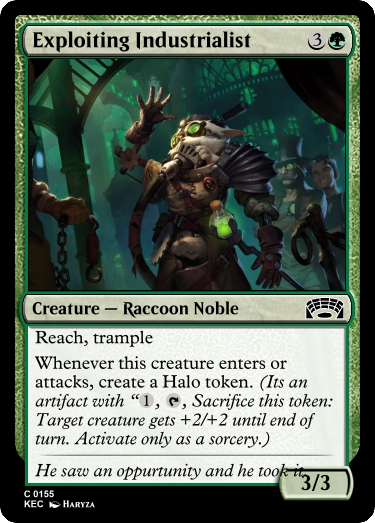 Exploiting Industrialist 3
Creature — Raccoon Noble
Reach, trample
Whenever this creature enters or
attacks, create a Halo token. (Its an
artifact with “1, , Sacrifice this token:
Target creature gets +2/+2 until end of
turn. Activate only as a sorcery.)
He saw an oppurtunity and he took it.
3/3
C 0155
KEC Haryza